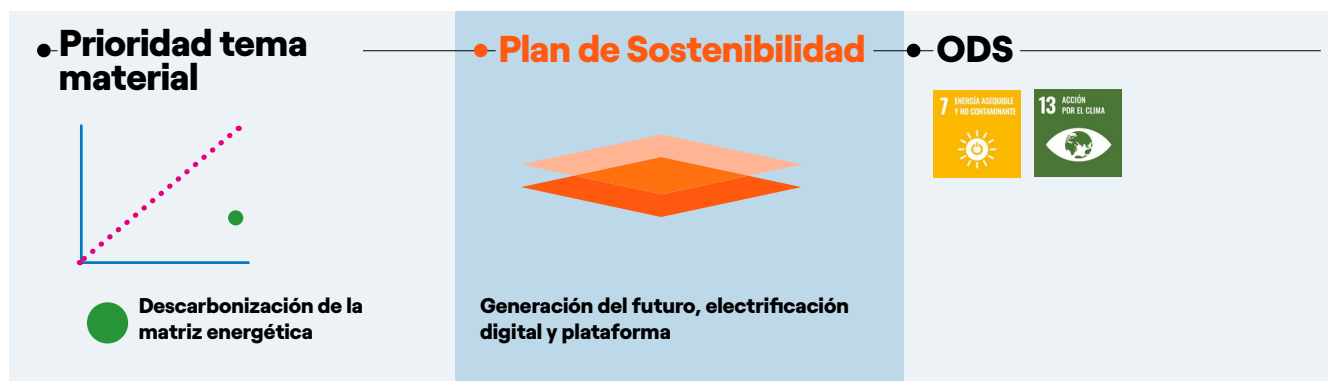 Prioridad tema
material
Plan de Sostenibilidad
ODS
7 ENERGÍA ASEQUIBLE
Y NO CONTAMINANTE
13 ACCIÓN
POR EL CLIMA
Descarbonización de la
matriz energética
Generación del futuro, electrificación
digital y plataforma